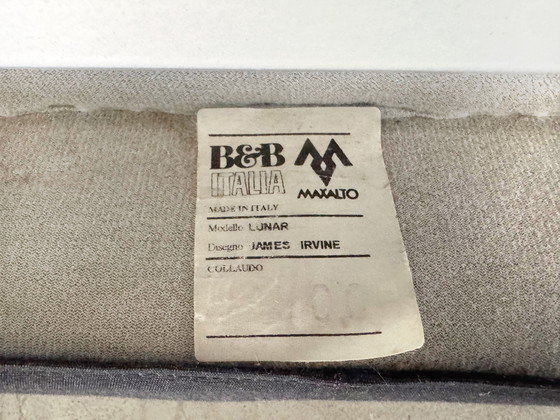 B&B
ITALIA
MAXALTO
MADE IN ITALY
Modello LUNAR
Disegno JAMES IRVINE
COLLAUDO